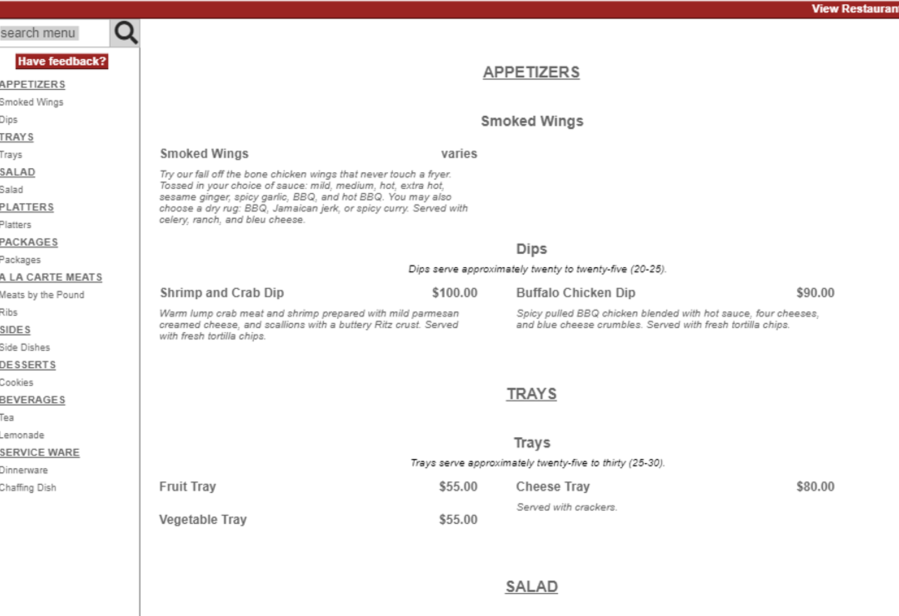 View Restaurant
search menu
Have feedback?
APPETIZERS
Smoked Wings
Dips
TRAYS
Trays
SALAD
Salad
PLATTERS
Platters
PACKAGES
Packages
A LA CARTE MEATS
Meats by the Pound
Ribs
SIDES
Side Dishes
DESSERTS
Cookies
BEVERAGES
Tea
Lemonade
SERVICE WARE
Dinnerware
Chaffing Dish
APPETIZERS
Smoked Wings
Smoked Wings varies
Try our fall off the bone chicken wings that never touch a fryer.
Tossed in your choice of sauce: mild, medium, hot, extra hot,
sesame ginger, spicy garlic, BBQ, and hot BBQ. You may also
choose a dry rug: BBQ, Jamaican jerk, or spicy curry. Served with
celery, ranch, and bleu cheese.
Dips
Dips serve approximately twenty to twenty-five (20-25).
Shrimp and Crab Dip $100.00
Warm lump crab meat and shrimp prepared with mild parmesan
creamed cheese, and scallions with a buttery Ritz crust. Served
with fresh tortilla chips.
Buffalo Chicken Dip $90.00
Spicy pulled BBQ chicken blended with hot sauce, four cheeses,
and blue cheese crumbles. Served with fresh tortilla chips.
TRAYS
Trays
Trays serve approximately twenty-five to thirty (25-30).
Fruit Tray $55.00
Cheese Tray $80.00
Served with crackers.
Vegetable Tray $55.00
SALAD